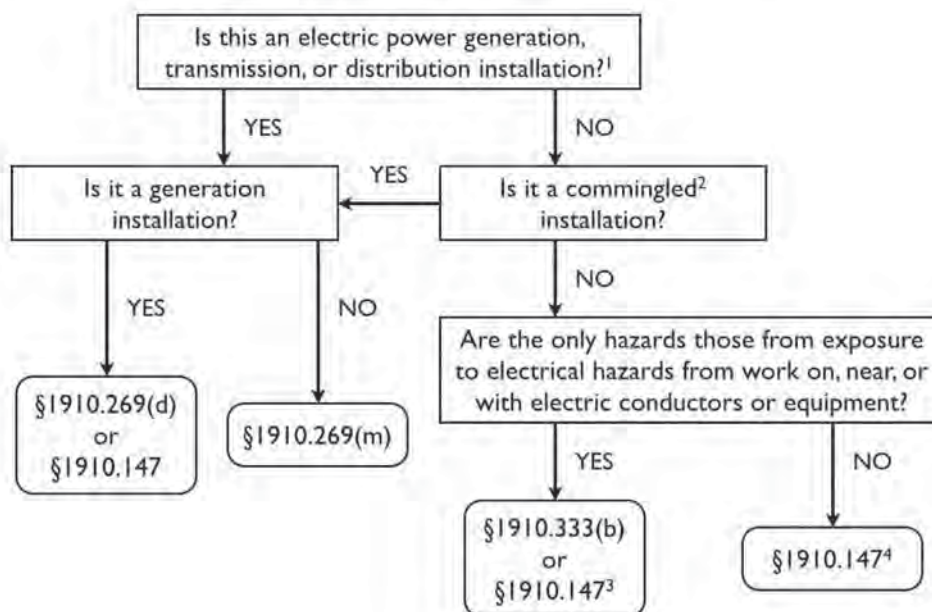 Is this an electric power generation,
transmission, or distribution installation?¹
YES
NO
Is it a generation
installation?
YES
Is it a commingled²
installation?
YES
NO
NO
Are the only hazards those from exposure
to electrical hazards from work on, near, or
with electric conductors or equipment?
§1910.269(d)
or
§1910.147
§1910.269(m)
YES
NO
§1910.333(b)
or
§1910.147³
§1910.147⁴